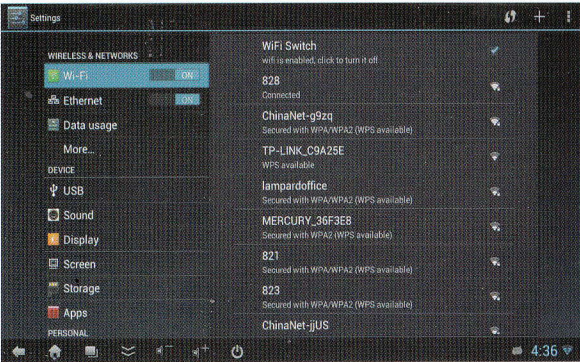 Settings
WIRELESS & NETWORKS
Wi-Fi
ON
Ethernet
ON
Data usage
More...
DEVICE
USB
Sound
Display
Screen
Storage
Apps
PERSONAL
WiFi Switch
wifi is enabled, click to turn it off
828
Connected
ChinaNet-g9zq
Secured with WPA/WPA2 (WPS available)
TP-LINK_C9A25E
WPS available
lampardoffice
Secured with WPA/WPA2 (WPS available)
MERCURY_36F3E8
Secured with WPA2 (WPS available)
821
Secured with WPA/WPA2 (WPS available)
823
Secured with WPA/WPA2 (WPS available)
ChinaNet-jjUS
4:36